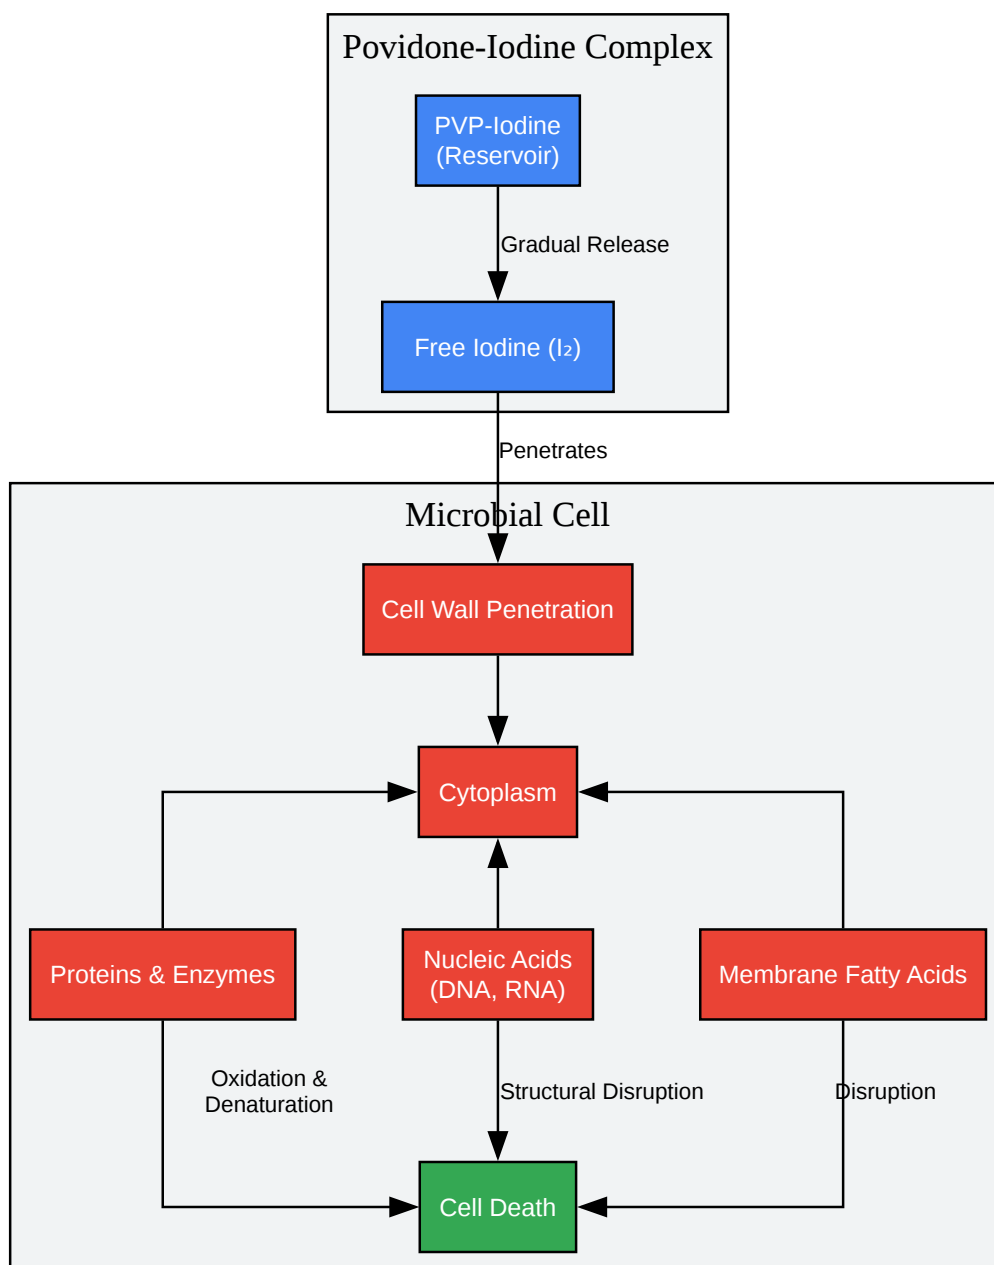 Povidone-Iodine Complex
PVP-Iodine
(Reservoir)
Gradual Release
Free Iodine (I₂)
Penetrates
Microbial Cell
Cell Wall Penetration
Cytoplasm
Proteins & Enzymes
Nucleic Acids
(DNA, RNA)
Membrane Fatty Acids
Oxidation &
Denaturation
Structural Disruption
Disruption
Cell Death